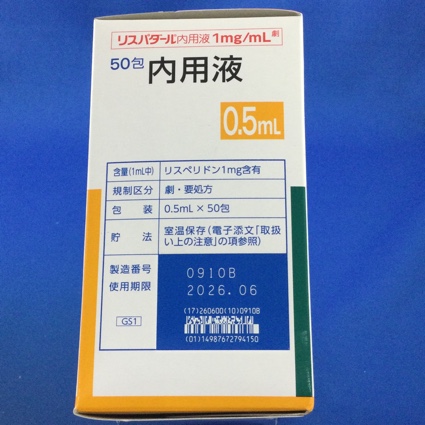 リスパダール内用液1mg/mL 劇
50包 内用液
0.5mL
含量(1mL中) リスペリドン1mg含有
規制区分 劇・要処方
包装 0.5mL×50包
貯法 室温保存(電子添文「取扱い上の注意」の項参照)
製造番号 0910B
使用期限 2026.06
GS1
(17)260600(10)0910B
(01)14987672794150